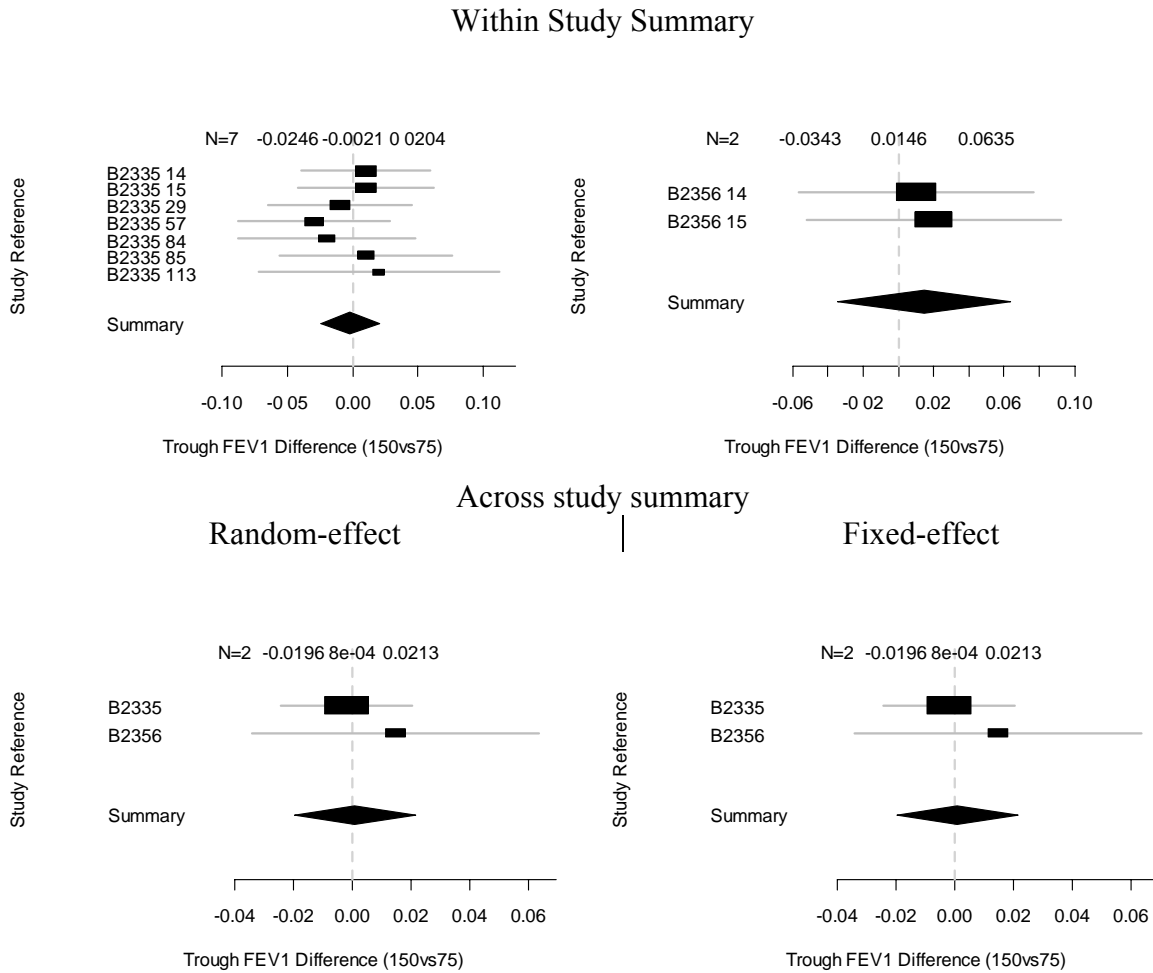 Within Study Summary
N=7 -0.0246 -0.0021 0 0204
Study Reference
B2335 14
B2335 15
B2335 29
B2335 57
B2335 84
B2335 85
B2335 113
Summary
-0.10 -0 05 0.00 0.05 0.10
Trough FEV1 Difference (150vs75)
N=2 -0.0343 0.0146 0.0635
Study Reference
B2356 14
B2356 15
Summary
-0.06 -0 02 0.02 0.06 0.10
Trough FEV1 Difference (150vs75)
Across study summary
Random-effect
Fixed-effect
N=2 -0.0196 8e-04 0.0213
Study Reference
B2335
B2356
Summary
-0.04 -0.02 0.00 0.02 0.04 0.06
Trough FEV1 Difference (150vs75)
N=2 -0.0196 8e-04 0.0213
Study Reference
B2335
B2356
Summary
-0.04 -0.02 0.00 0.02 0.04 0.06
Trough FEV1 Difference (150vs75)